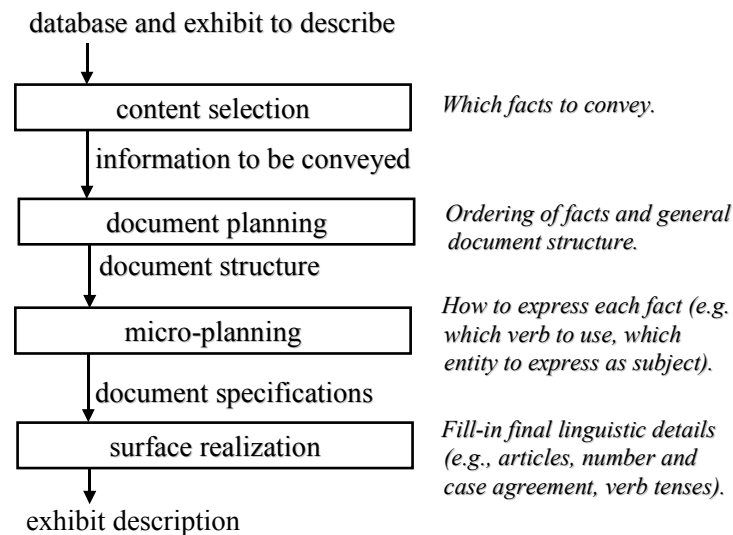 database and exhibit to describe
content selection
Which facts to convey.
information to be conveyed
document planning
Ordering of facts and general
document structure.
document structure
micro-planning
How to express each fact (e.g.
which verb to use, which
entity to express as subject).
document specifications
surface realization
Fill-in final linguistic details
(e.g., articles, number and
case agreement, verb tenses).
exhibit description